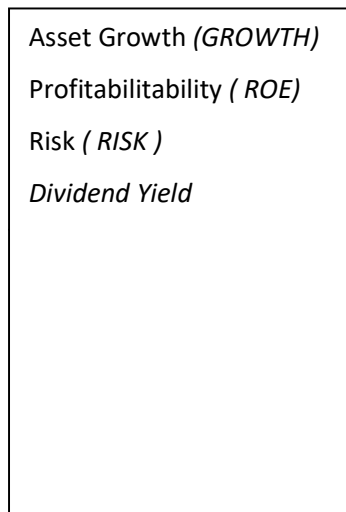 Asset Growth (GROWTH)
Profitabilitability ( ROE)
Risk ( RISK )
Dividend Yield